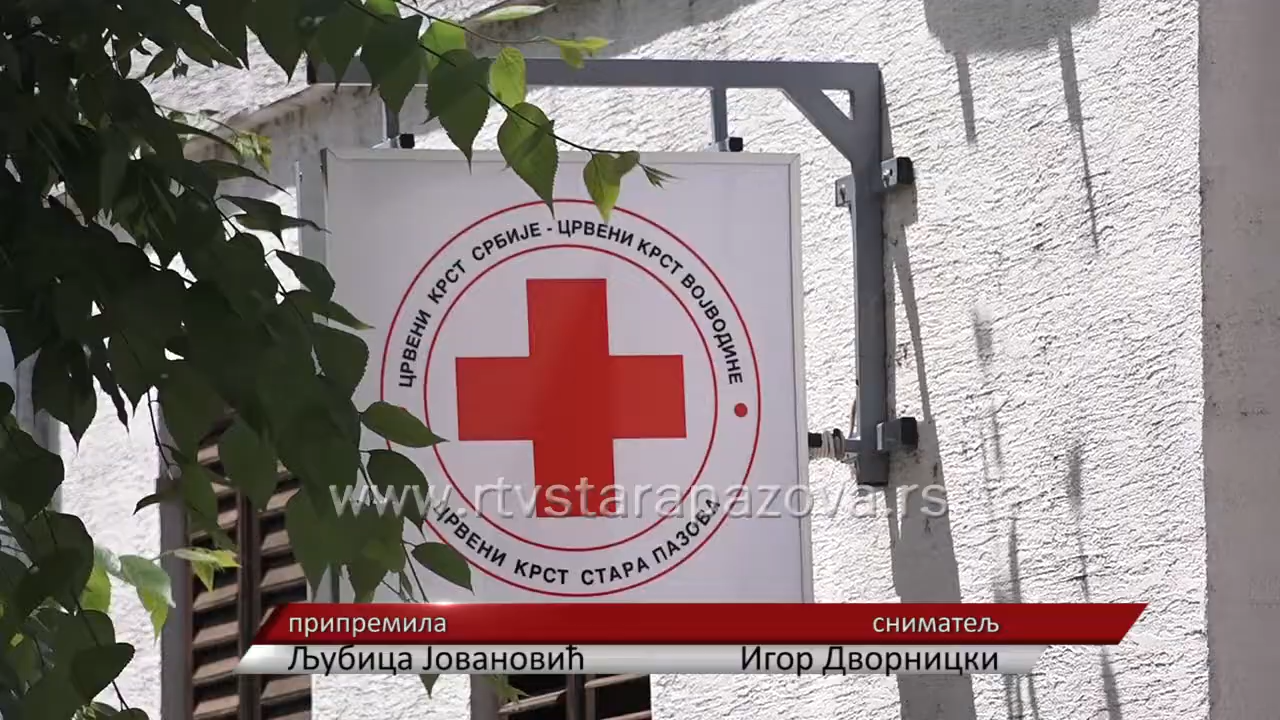 ЦРВЕНИ КРСТ СРБИЈЕ - ЦРВЕНИ КРСТ ВОЈВОДИНЕ
ЦРВЕНИ КРСТ СТАРА ПАЗОВА
www.rtvstarapazova.rs
припремила
сниматељ
Љубица Јовановић
Игор Дворницки